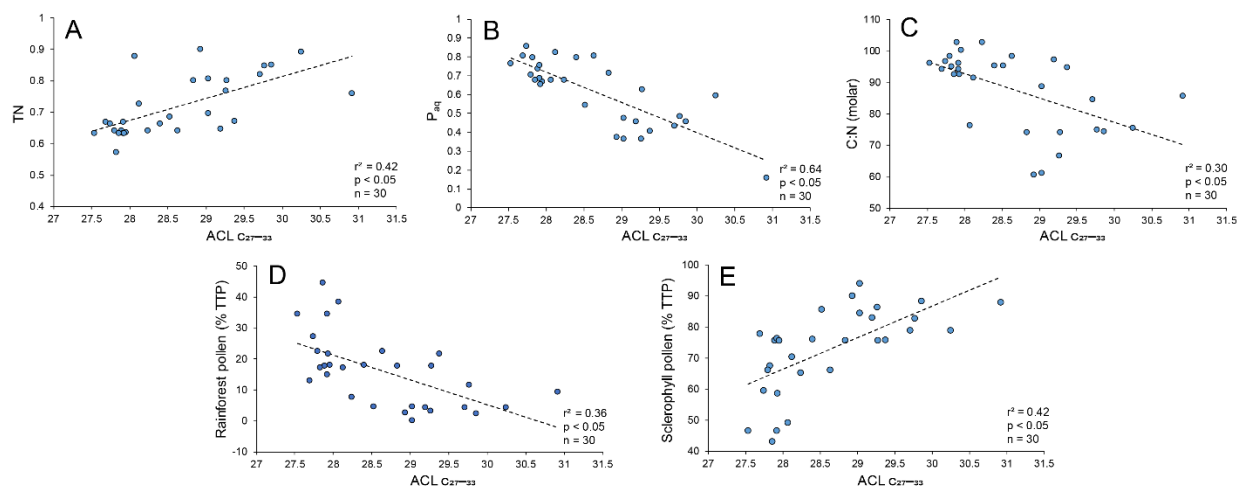 A
TN
1
0.9
0.8
0.7
0.6
0.5
0.4
27 27.5 28 28.5 29 29.5 30 30.5 31 31.5
ACL C₂₇–₃₃
r² = 0.42
p < 0.05
n = 30
B
Paq
1
0.9
0.8
0.7
0.6
0.5
0.4
0.3
0.2
0.1
0
27 27.5 28 28.5 29 29.5 30 30.5 31 31.5
ACL C₂₇–₃₃
r² = 0.64
p < 0.05
n = 30
C
C:N (molar)
110
100
90
80
70
60
50
27 27.5 28 28.5 29 29.5 30 30.5 31 31.5
ACL C₂₇–₃₃
r² = 0.30
p < 0.05
n = 30
D
Rainforest pollen (% TTP)
50
40
30
20
10
0
-10
27 27.5 28 28.5 29 29.5 30 30.5 31 31.5
ACL C₂₇–₃₃
r² = 0.36
p < 0.05
n = 30
E
Sclerophyll pollen (% TTP)
100
90
80
70
60
50
40
27 27.5 28 28.5 29 29.5 30 30.5 31 31.5
ACL C₂₇–₃₃
r² = 0.42
p < 0.05
n = 30